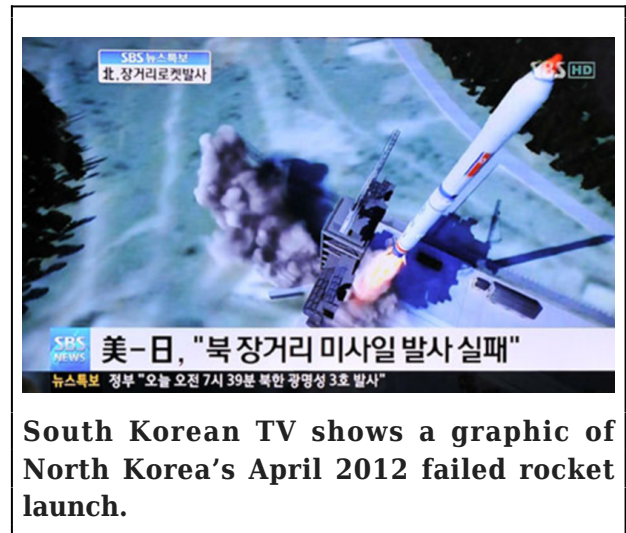 SBS 뉴스특보
北, 장거리로켓발사
SBS HD
SBS NEWS
美-日, "북 장거리 미사일 발사 실패"
뉴스특보 정부 "오늘 오전 7시 39분 북한 광명성 3호 발사"
South Korean TV shows a graphic of
North Korea’s April 2012 failed rocket
launch.